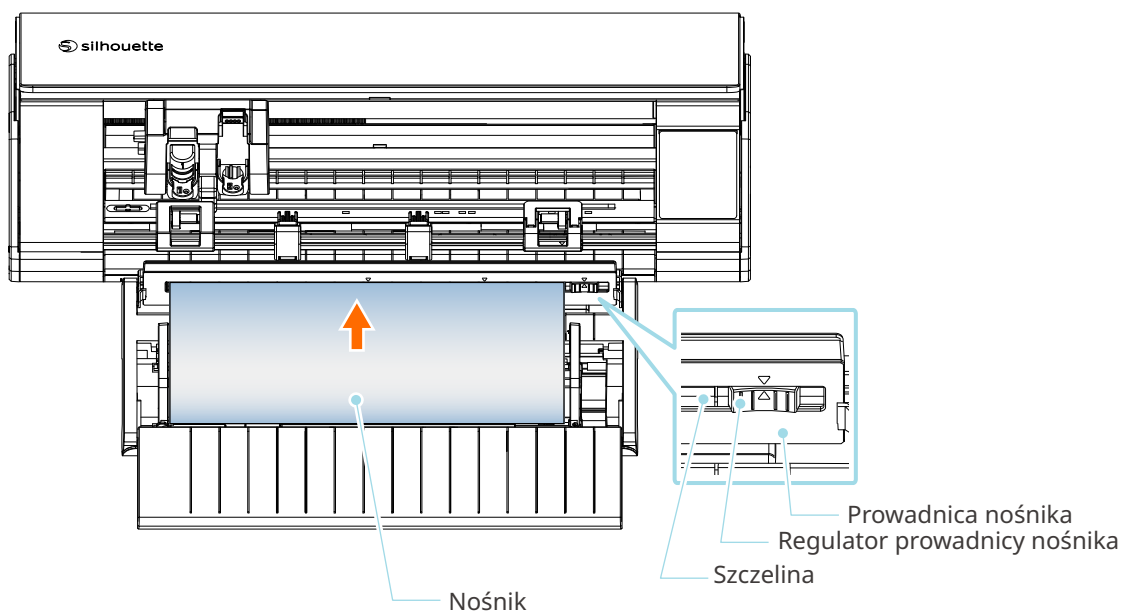 silhouette
Prowadnica nośnika
Regulator prowadnicy nośnika
Szczelina
Nośnik